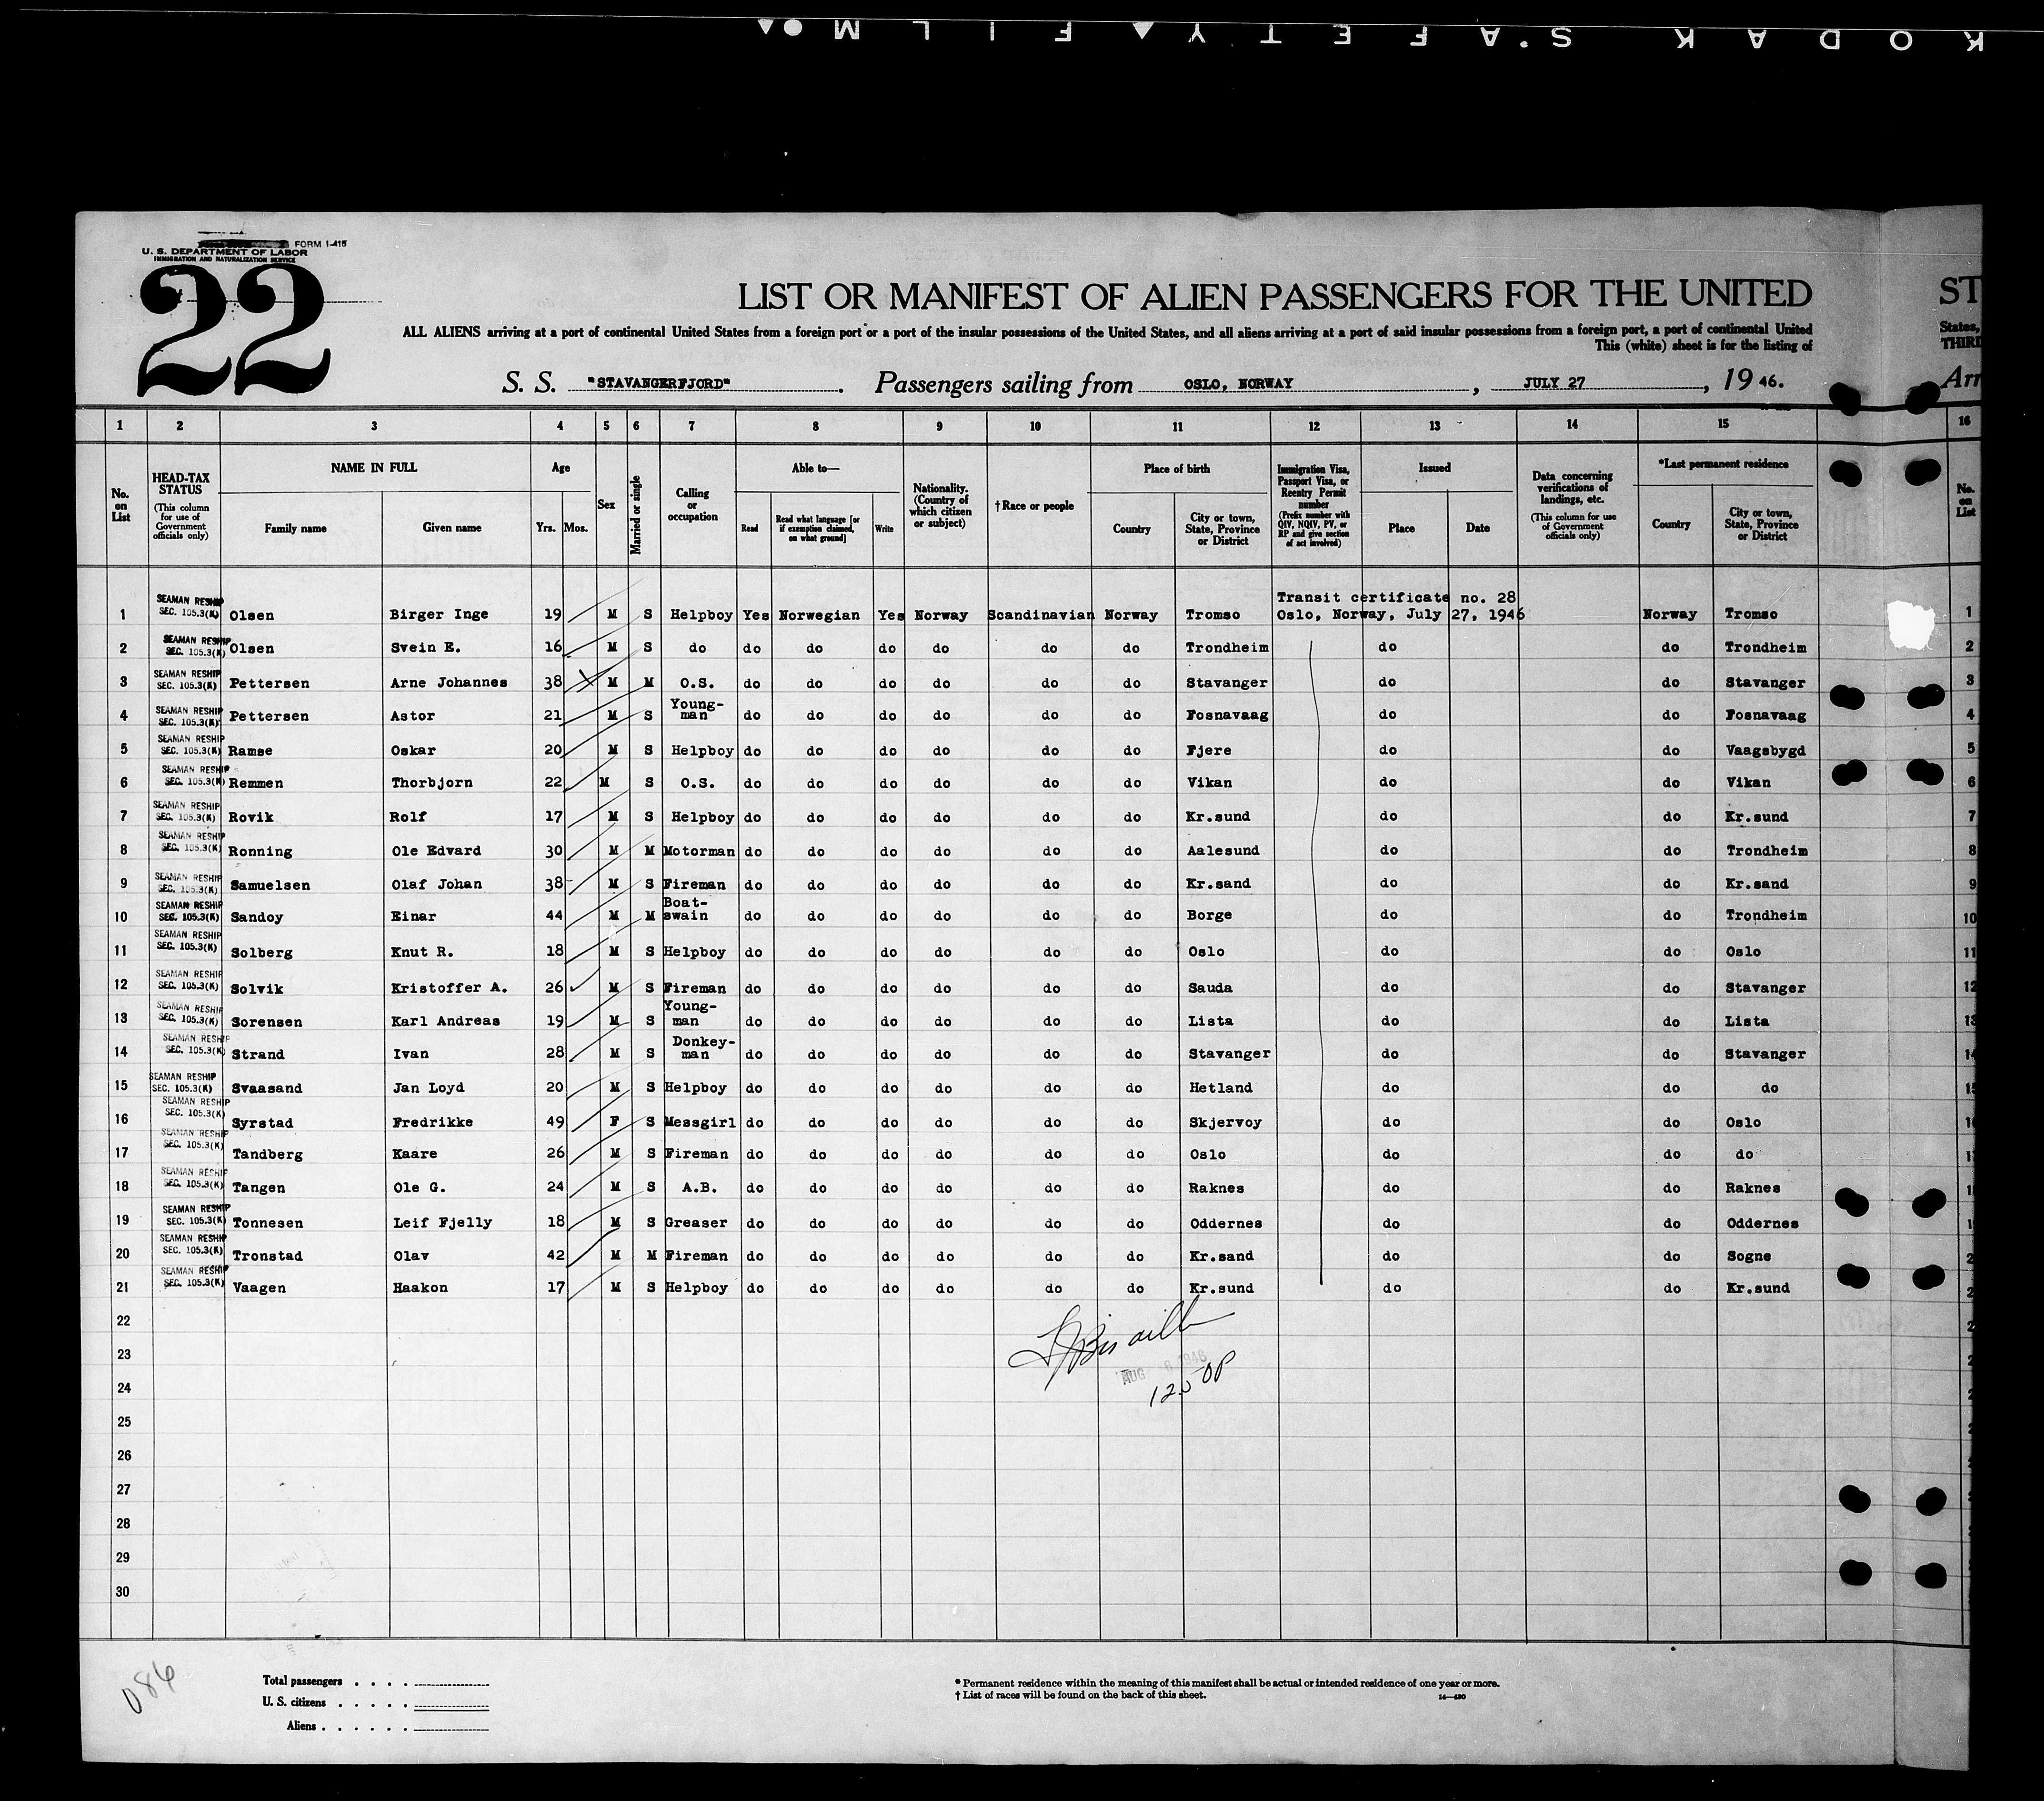 KODAK SAFETY FILM
FORM I-415
U. S. DEPARTMENT OF LABOR
IMMIGRATION AND NATURALIZATION SERVICE
22
LIST OR MANIFEST OF ALIEN PASSENGERS FOR THE UNITED
ST
ALL ALIENS arriving at a port of continental United States from a foreign port or a port of the insular possessions of the United States, and all aliens arriving at a port of said insular possessions from a foreign port, a port of continental United
States,
This (white) sheet is for the listing of
THIRD
S. S. "STAVANGERFJORD". Passengers sailing from OSLO, NORWAY, JULY 27, 19 46.
Arr
1 2 3 4 5 6 7 8 9 10 11 12 13 14 15 16
No. on List
HEAD-TAX STATUS (This column for use of Government officials only)
NAME IN FULL
Family name Given name
Age
Yrs. Mos.
Sex
Married or single
Calling or occupation
Able to—
Read
Read what language [or if exemption claimed, on what ground]
Write
Nationality. (Country of which citizen or subject)
†Race or people
Place of birth
Country
City or town, State, Province or District
Immigration Visa, Passport Visa, or Reentry Permit number (Prefix number with QIV, NQIV, PV, or RP and give section of act involved)
Issued
Place Date
Data concerning verifications of landings, etc. (This column for use of Government officials only)
*Last permanent residence
Country
City or town, State, Province or District
No. on List
1 SEAMAN RESHIP SEC. 105.3(K) Olsen Birger Inge 19 M S Helpboy Yes Norwegian Yes Norway Scandinavian Norway Tromso Transit certificate no. 28 Oslo, Norway, July 27, 1946 Norway Tromso 1
2 SEAMAN RESHIP SEC. 105.3(K) Olsen Svein E. 16 M S do do do do do do do Trondheim do do Trondheim 2
3 SEAMAN RESHIP SEC. 105.3(K) Pettersen Arne Johannes 38 M M O.S. do do do do do do Stavanger do do Stavanger 3
4 SEAMAN RESHIP SEC. 105.3(K) Pettersen Astor 21 M S Young-man do do do do do do Fosnavaag do do Fosnavaag 4
5 SEAMAN RESHIP SEC. 105.3(K) Ramse Oskar 20 M S Helpboy do do do do do do Fjere do do Vaagsbygd 5
6 SEAMAN RESHIP SEC. 105.3(K) Remmen Thorbjorn 22 M S O.S. do do do do do do Vikan do do Vikan 6
7 SEAMAN RESHIP SEC. 105.3(K) Rovik Rolf 17 M S Helpboy do do do do do do Kr.sund do do Kr.sund 7
8 SEAMAN RESHIP SEC. 105.3(K) Ronning Ole Edvard 30 M M Motorman do do do do do do Aalesund do do Trondheim 8
9 SEAMAN RESHIP SEC. 105.3(K) Samuelsen Olaf Johan 38 M S Fireman do do do do do do Kr.sand do do Kr.sand 9
10 SEAMAN RESHIP SEC. 105.3(K) Sandoy Einar 44 M M Boat-swain do do do do do do Borge do do Trondheim 10
11 SEAMAN RESHIP SEC. 105.3(K) Solberg Knut R. 18 M S Helpboy do do do do do do Oslo do do Oslo 11
12 SEAMAN RESHIP SEC. 105.3(K) Solvik Kristoffer A. 26 M S Fireman do do do do do do Sauda do do Stavanger 12
13 SEAMAN RESHIP SEC. 105.3(K) Sorensen Karl Andreas 19 M S Young-man do do do do do do Lista do do Lista 13
14 SEAMAN RESHIP SEC. 105.3(K) Strand Ivan 28 M S Donkey-man do do do do do do Stavanger do do Stavanger 14
15 SEAMAN RESHIP SEC. 105.3(K) Svaasand Jan Loyd 20 M S Helpboy do do do do do do Hetland do do do
16 SEAMAN RESHIP SEC. 105.3(K) Syrstad Fredrikke 49 F S Messgirl do do do do do do Skjervoy do do Oslo
17 SEAMAN RESHIP SEC. 105.3(K) Tandberg Kaare 26 M S Fireman do do do do do do Oslo do do do
18 SEAMAN RESHIP SEC. 105.3(K) Tangen Ole G. 24 M S A.B. do do do do do do Raknes do do Raknes
19 SEAMAN RESHIP SEC. 105.3(K) Tonnesen Leif Fjelly 18 M S Greaser do do do do do do Oddernes do do Oddernes
20 SEAMAN RESHIP SEC. 105.3(K) Tronstad Olav 42 M M Fireman do do do do do do Kr.sand do do Sogne
21 SEAMAN RESHIP SEC. 105.3(K) Vaagen Haakon 17 M S Helpboy do do do do do do Kr.sund do do Kr.sund
22
23
AUG 6 1946
24
1250P
25
26
27
28
29
30
086
Total passengers
U. S. citizens
Aliens
* Permanent residence within the meaning of this manifest shall be actual or intended residence of one year or more.
† List of races will be found on the back of this sheet.
14—430